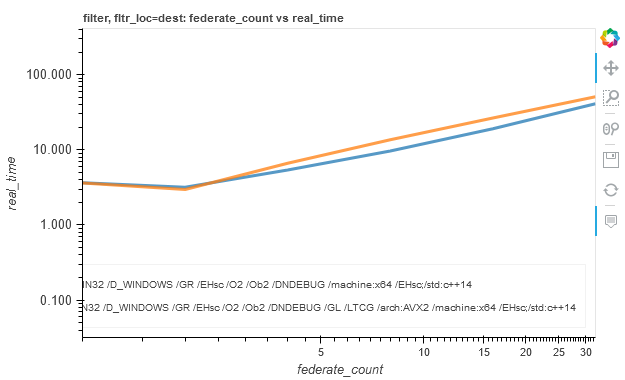 filter, fltr_loc=dest: federate_count vs real_time
100.000
10.000
1.000
0.100
real_time
IN32 /D_WINDOWS /GR /EHsc /O2 /Ob2 /DNDEBUG /machine:x64 /EHsc;/std:c++14
N32 /D_WINDOWS /GR /EHsc /O2 /Ob2 /DNDEBUG /GL /LTCG /arch:AVX2 /machine:x64 /EHsc;/std:c++14
5 10 15 20 25 30
federate_count